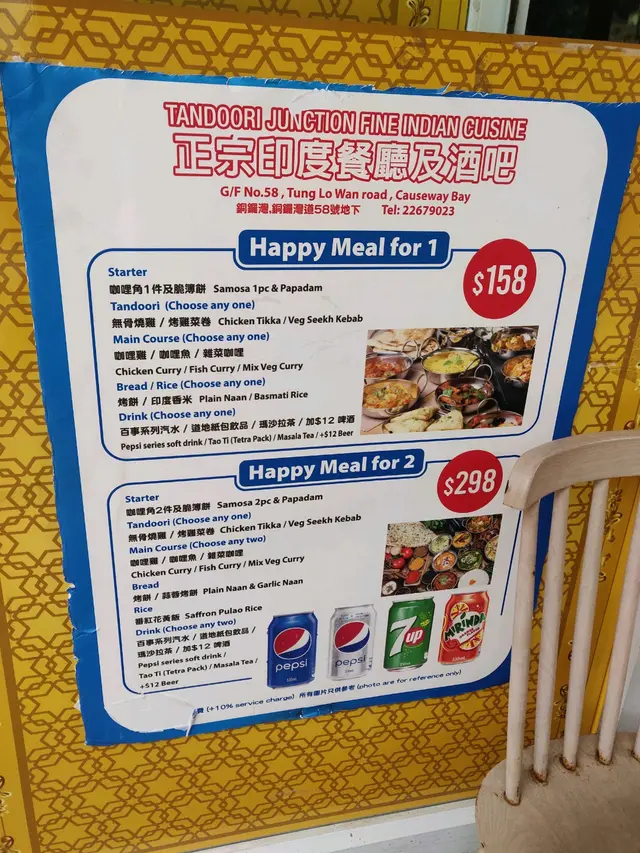 TANDOORI JUNCTION FINE INDIAN CUISINE
正宗印度餐廳及酒吧
G/F No.58 , Tung Lo Wan road , Causeway Bay
銅鑼灣,銅鑼灣道58號地下 Tel: 22679023
Happy Meal for 1
$158
Starter
咖哩角1件及脆薄餅 Samosa 1pc & Papadam
Tandoori (Choose any one)
無骨燒雞 / 烤雞菜卷 Chicken Tikka / Veg Seekh Kebab
Main Course (Choose any one)
咖哩雞 / 咖哩魚 / 雜菜咖哩
Chicken Curry / Fish Curry / Mix Veg Curry
Bread / Rice (Choose any one)
烤餅 / 印度香米 Plain Naan / Basmati Rice
Drink (Choose any one)
百事系列汽水 / 道地紙包飲品 / 瑪沙拉茶 / 加$12 啤酒
Pepsi series soft drink / Tao Ti (Tetra Pack) / Masala Tea / +$12 Beer
Happy Meal for 2
$298
Starter
咖哩角2件及脆薄餅 Samosa 2pc & Papadam
Tandoori (Choose any one)
無骨燒雞 / 烤雞菜卷 Chicken Tikka / Veg Seekh Kebab
Main Course (Choose any two)
咖哩雞 / 咖哩魚 / 雜菜咖哩
Chicken Curry / Fish Curry / Mix Veg Curry
Bread
烤餅 / 蒜蓉烤餅 Plain Naan & Garlic Naan
Rice
番紅花黃飯 Saffron Pulao Rice
Drink (Choose any two)
百事系列汽水 / 道地紙包飲品 /
瑪沙拉茶 / 加$12 啤酒
Pepsi series soft drink /
Tao Ti (Tetra Pack) / Masala Tea /
+$12 Beer
pepsi
pepsi
7up
MIRINDA
(+10% service charge) 所有圖片只供參考 (photo are for reference only)